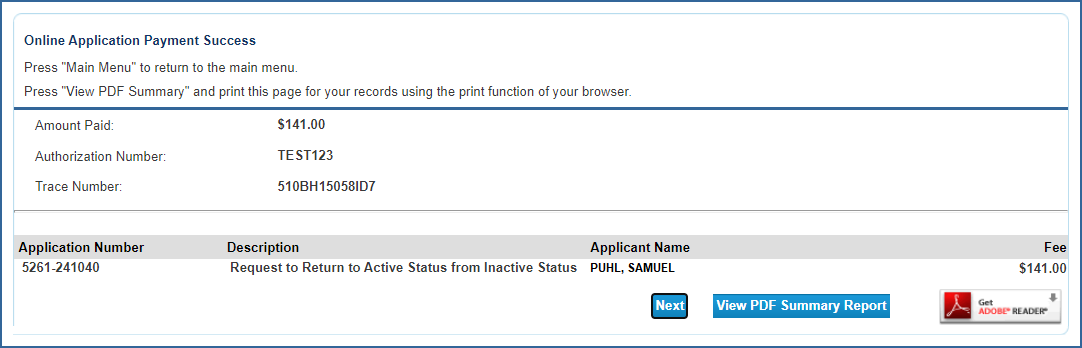 Online Application Payment Success
Press "Main Menu" to return to the main menu.
Press "View PDF Summary" and print this page for your records using the print function of your browser.
Amount Paid: $141.00
Authorization Number: TEST123
Trace Number: 510BH15058ID7
Application Number Description Applicant Name Fee
5261-241040 Request to Return to Active Status from Inactive Status PUHL, SAMUEL $141.00
Next View PDF Summary Report Get
ADOBE® READER®